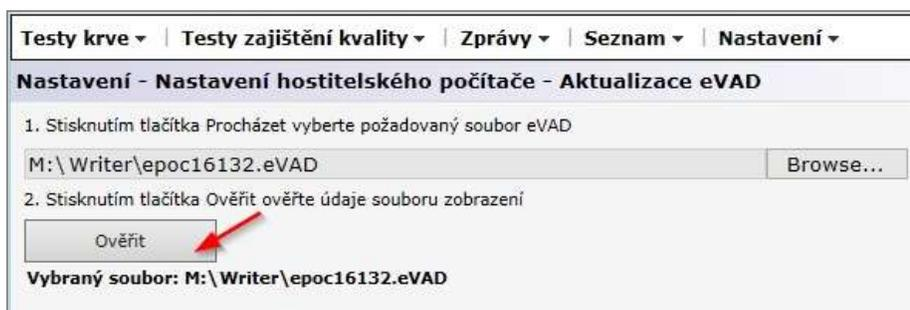 Testy krve ▾ | Testy zajištění kvality ▾ | Zprávy ▾ | Seznam ▾ | Nastavení ▾
Nastavení - Nastavení hostitelského počítače - Aktualizace eVAD
1. Stisknutím tlačítka Procházet vyberte požadovaný soubor eVAD
M:\ Writer\epoc16132.eVAD Browse...
2. Stisknutím tlačítka Ověřit ověřte údaje souboru zobrazení
Ověřit
Vybraný soubor: M:\ Writer\epoc16132.eVAD